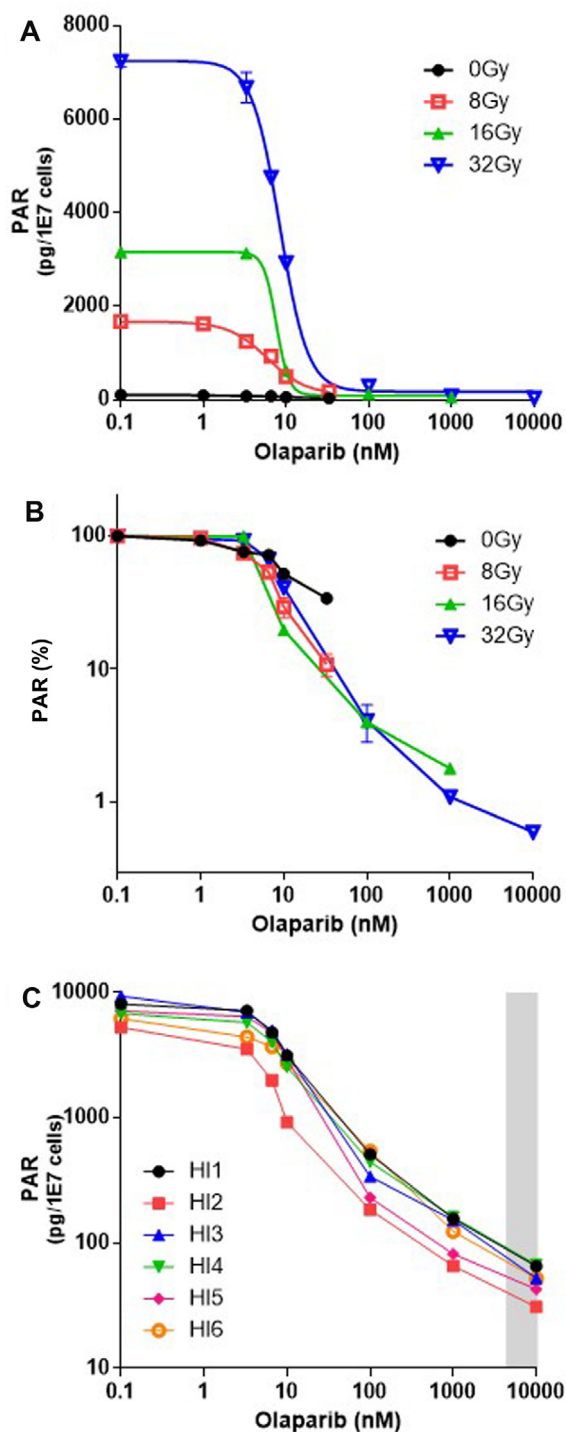 A
8000
6000
4000
2000
0
PAR
(pg/1E7 cells)
0Gy
8Gy
16Gy
32Gy
0.1 1 10 100 1000 10000
Olaparib (nM)
B
100
10
1
PAR (%)
0Gy
8Gy
16Gy
32Gy
0.1 1 10 100 1000 10000
Olaparib (nM)
C
10000
1000
100
10
PAR
(pg/1E7 cells)
HI1
HI2
HI3
HI4
HI5
HI6
0.1 1 10 100 1000 10000
Olaparib (nM)